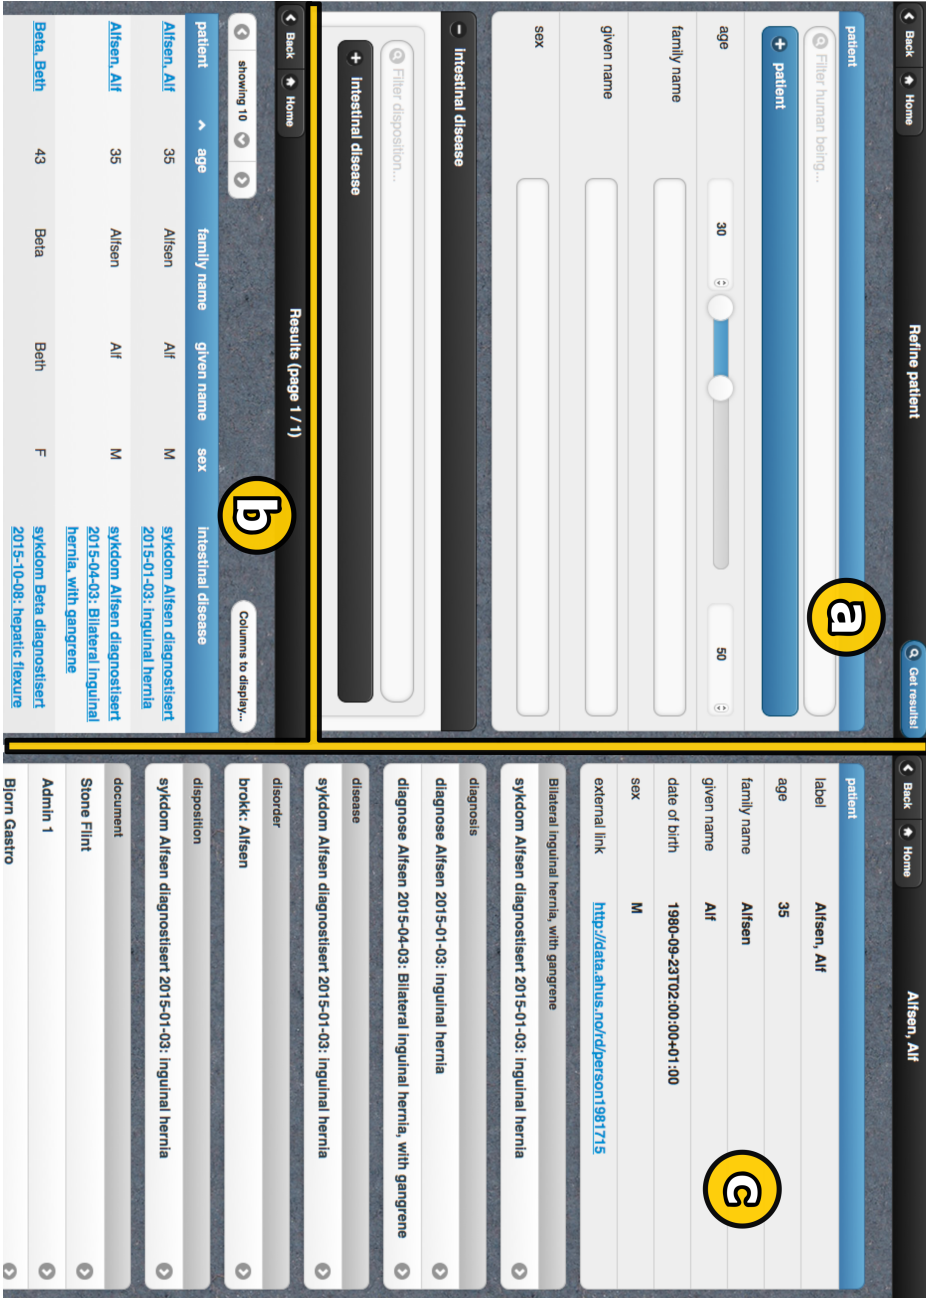 Back
Home
Refine patient
Get results!
patient
Filter human being...
patient
age
30
50
family name
given name
sex
intestinal disease
Filter disposition...
intestinal disease
a
Back
Home
Results (page 1 / 1)
showing 10
Columns to display...
b
patient age family name given name sex intestinal disease
Alfsen, Alf 35 Alfsen Alf M sykdom Alfsen diagnostisert
2015-01-03: inguinal hernia
Alfsen, Alf 35 Alfsen Alf M sykdom Alfsen diagnostisert
2015-04-03: Bilateral inguinal
hernia, with gangrene
Beta, Beth 43 Beta Beth F sykdom Beta diagnostisert
2015-10-08: hepatic flexure
Back
Home
Alfsen, Alf
patient
label Alfsen, Alf
age 35
family name Alfsen
given name Alf
date of birth 1980-09-23T02:00:00+01:00
sex M
external link http://data.ahus.no/rd/person1981715
c
Bilateral inguinal hernia, with gangrene
sykdom Alfsen diagnostisert 2015-01-03: inguinal hernia
diagnosis
diagnose Alfsen 2015-01-03: inguinal hernia
diagnose Alfsen 2015-04-03: Bilateral inguinal hernia, with gangrene
disease
sykdom Alfsen diagnostisert 2015-01-03: inguinal hernia
disorder
brokk: Alfsen
disposition
sykdom Alfsen diagnostisert 2015-01-03: inguinal hernia
document
Stone Flint
Admin 1
Bjorn Gastro